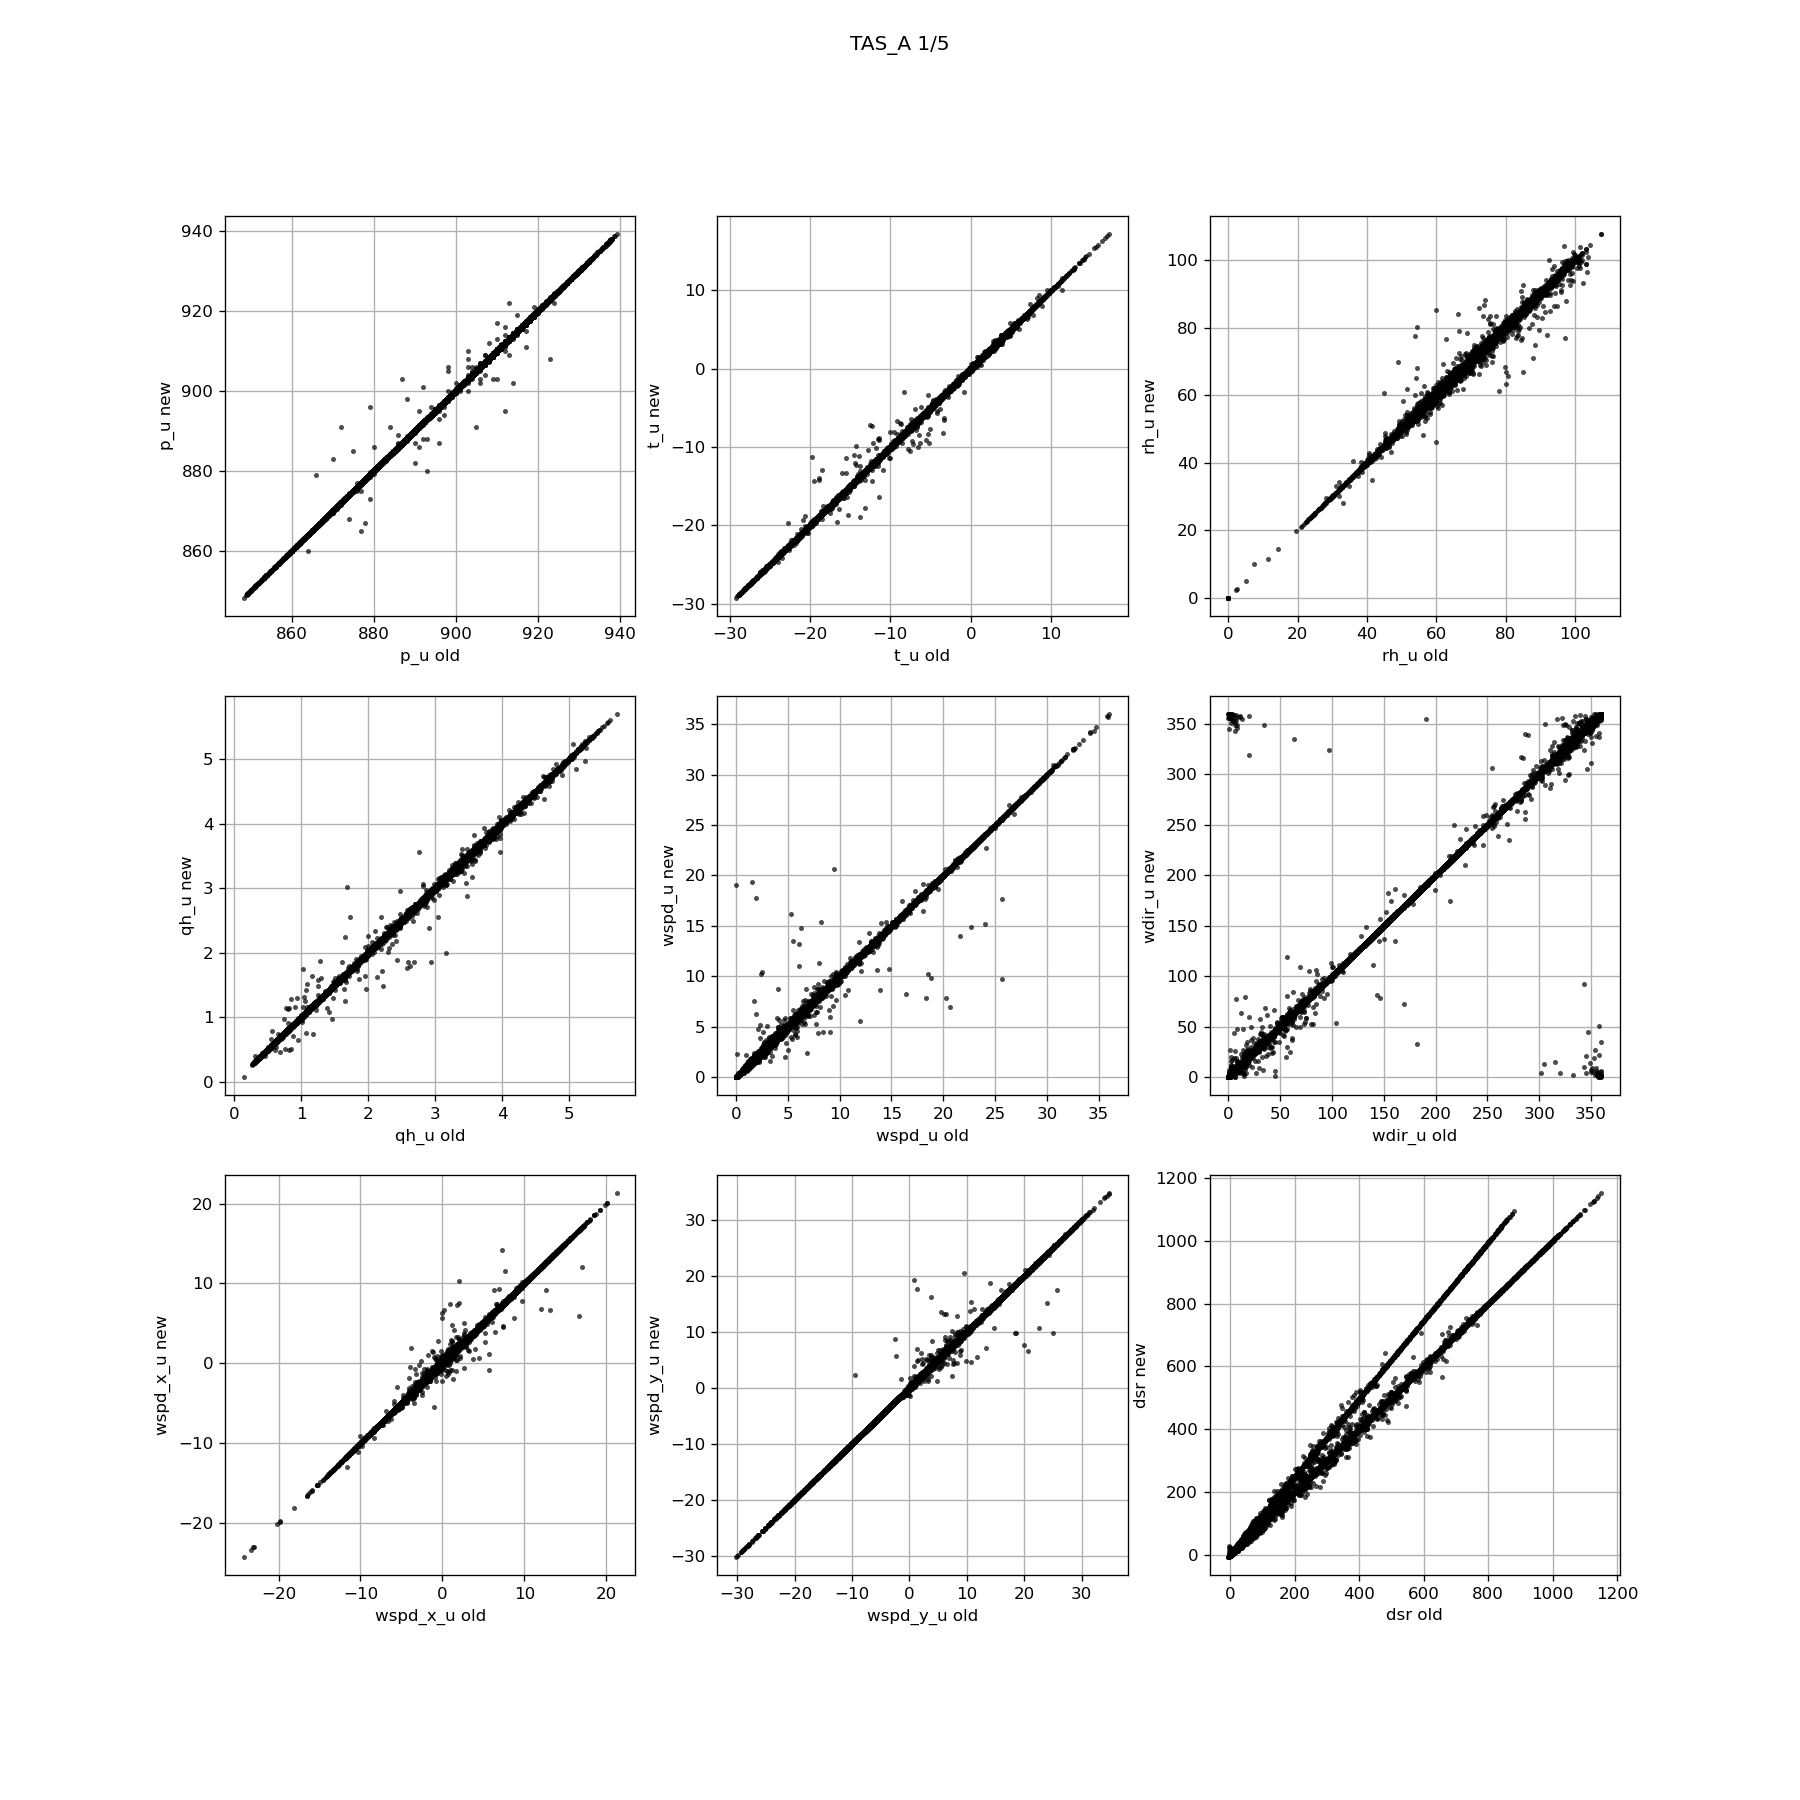 TAS_A 1/5
940
920
900
880
860
p_u new
860 880 900 920 940
p_u old
10
0
−10
−20
−30
t_u new
−30 −20 −10 0 10
t_u old
100
80
60
40
20
0
rh_u new
0 20 40 60 80 100
rh_u old
5
4
3
2
1
0
qh_u new
0 1 2 3 4 5
qh_u old
35
30
25
20
15
10
5
0
wspd_u new
0 5 10 15 20 25 30 35
wspd_u old
350
300
250
200
150
100
50
0
wdir_u new
0 50 100 150 200 250 300 350
wdir_u old
20
10
0
−10
−20
wspd_x_u new
−20 −10 0 10 20
wspd_x_u old
30
20
10
0
−10
−20
−30
wspd_y_u new
−30 −20 −10 0 10 20 30
wspd_y_u old
1200
1000
800
600
400
200
0
dsr new
0 200 400 600 800 1000 1200
dsr old